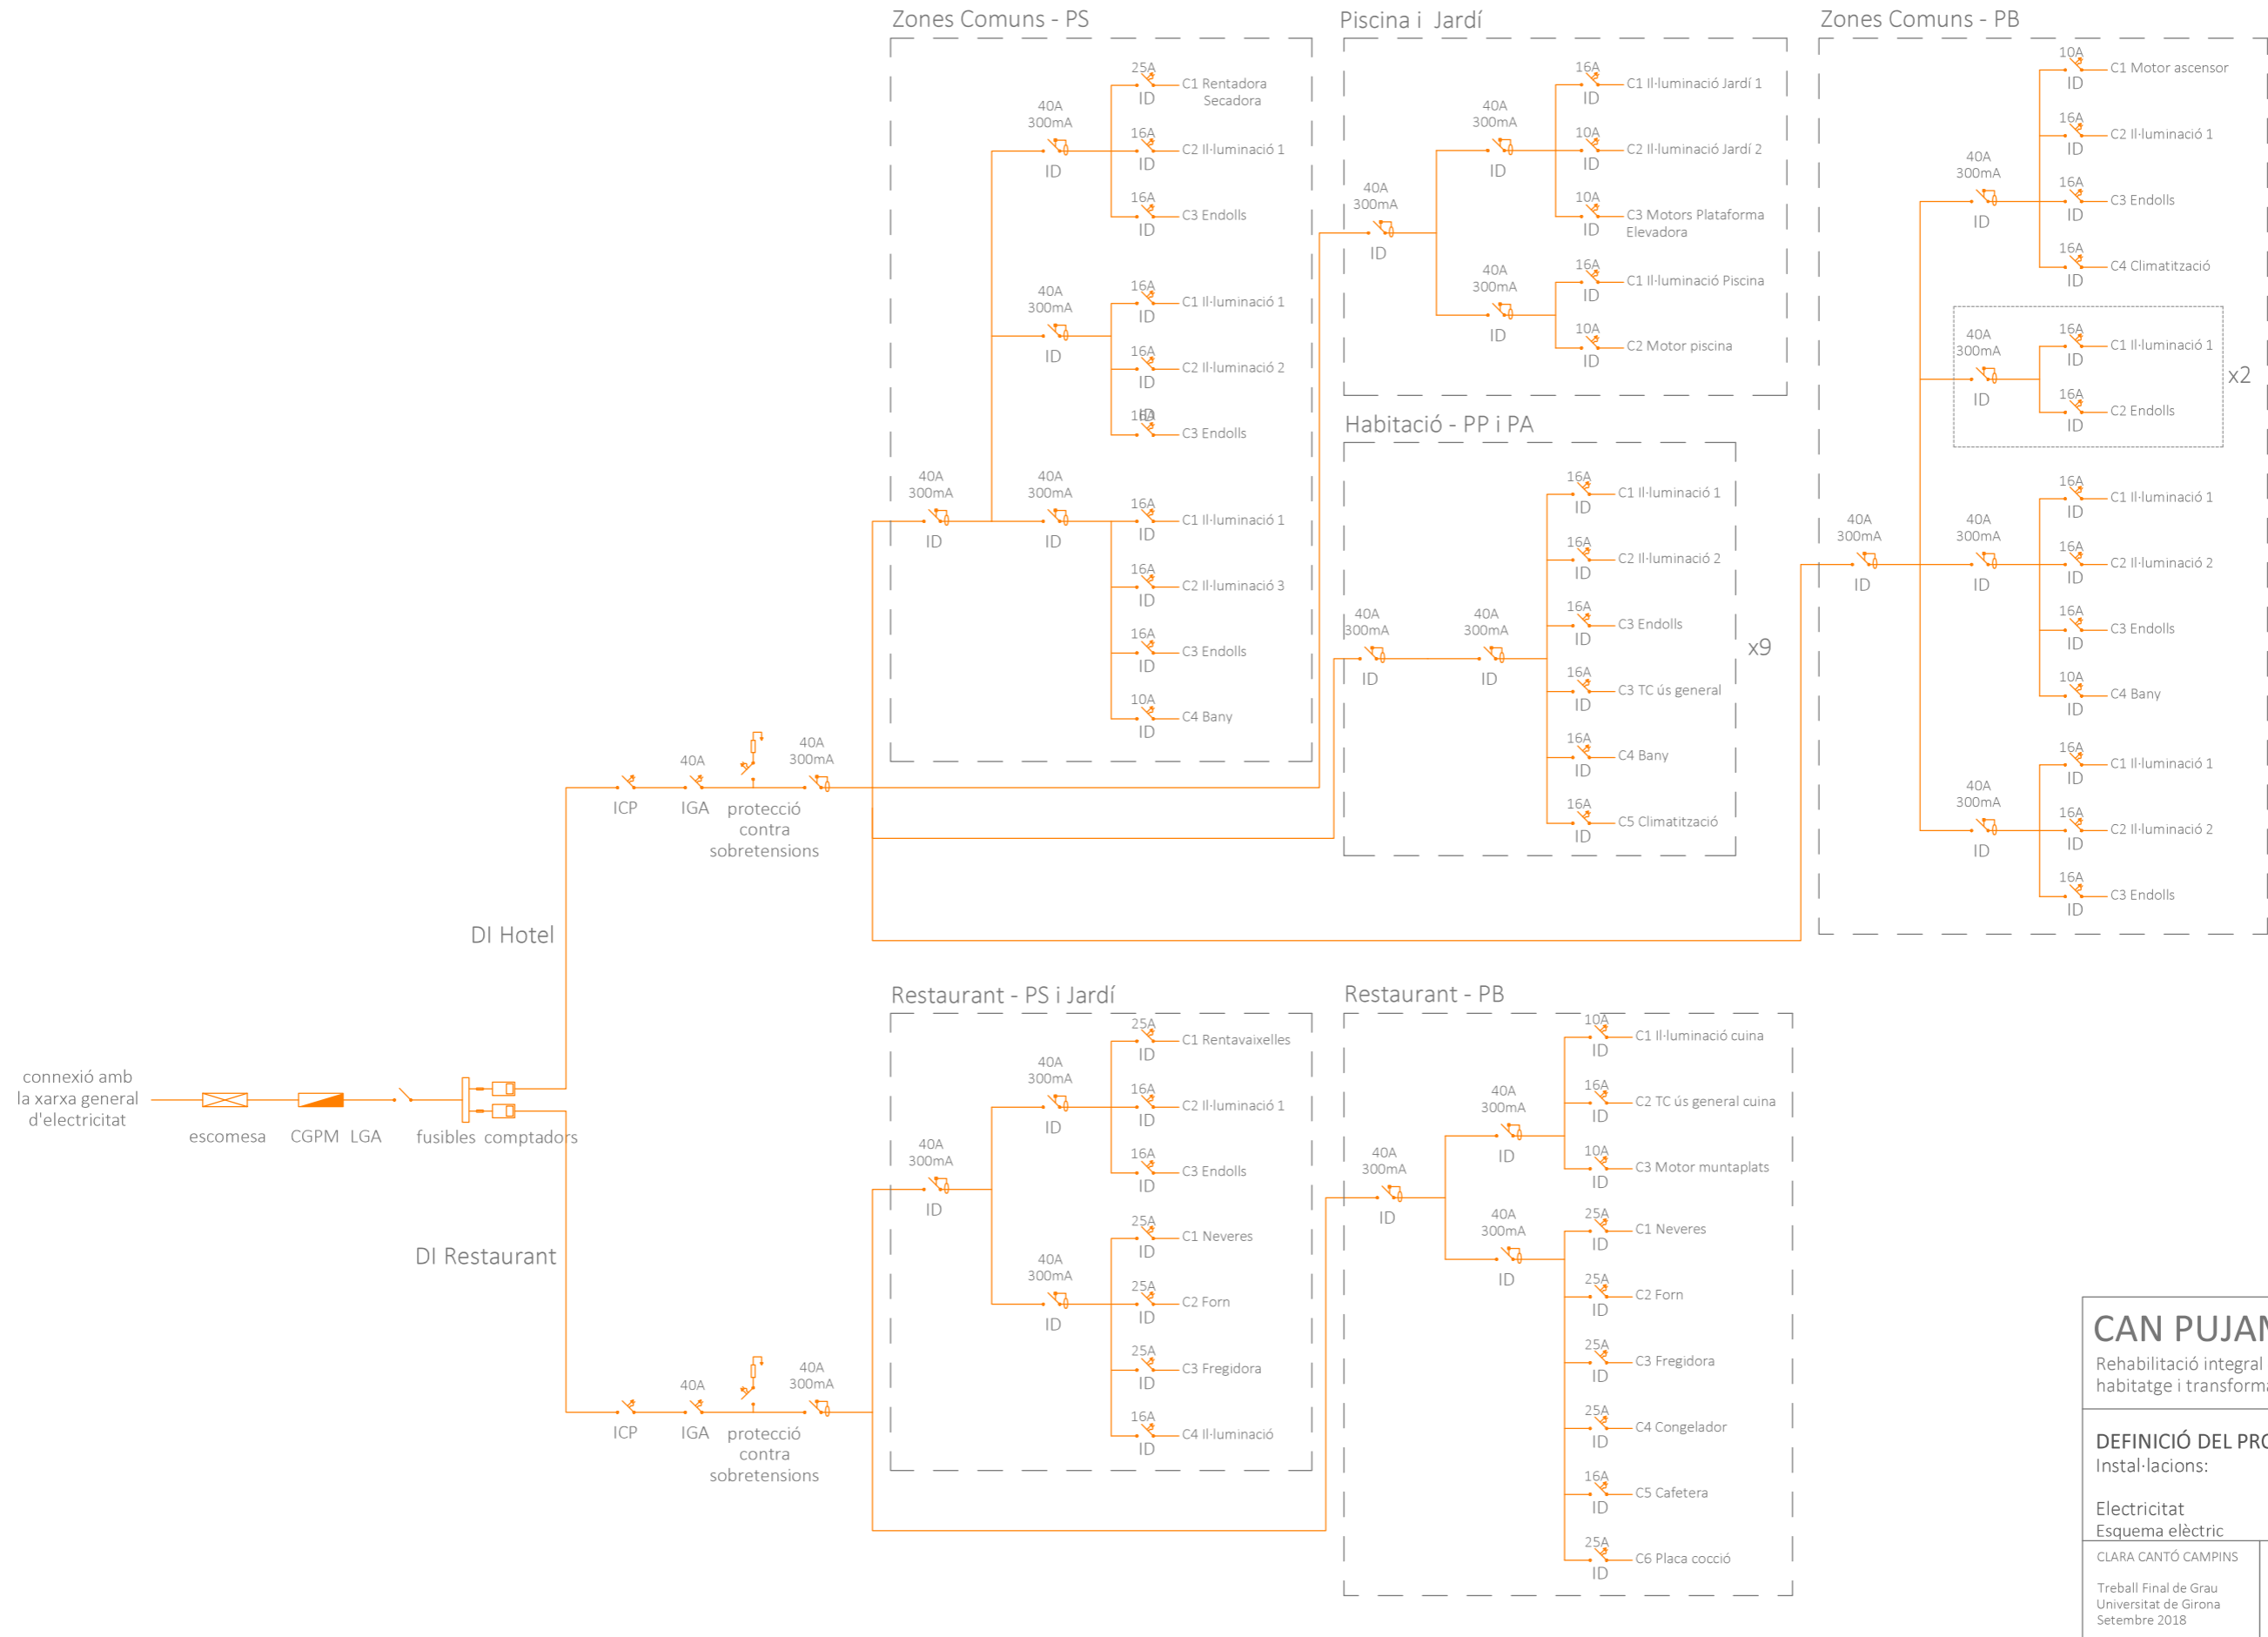 Zones Comuns - PS
25A
C1 Rentadora
Secadora
ID
40A
300mA
ID
16A
C2 Il·luminació 1
ID
16A
C3 Endolls
ID
40A
300mA
ID
16A
C1 Il·luminació 1
ID
16A
C2 Il·luminació 2
ID
ID
16A
C3 Endolls
40A
300mA
ID
40A
300mA
ID
16A
C1 Il·luminació 1
ID
16A
C2 Il·luminació 3
ID
16A
C3 Endolls
ID
10A
C4 Bany
ID
Piscina i Jardí
40A
300mA
ID
40A
300mA
ID
16A
C1 Il·luminació Jardí 1
ID
10A
C2 Il·luminació Jardí 2
ID
10A
C3 Motors Plataforma
Elevadora
ID
40A
300mA
ID
16A
C1 Il·luminació Piscina
ID
10A
C2 Motor piscina
ID
Habitació - PP i PA
40A
300mA
ID
40A
300mA
ID
16A
C1 Il·luminació 1
ID
16A
C2 Il·luminació 2
ID
16A
C3 Endolls
ID
16A
C3 TC ús general
ID
16A
C4 Bany
ID
16A
C5 Climatització
ID
x9
Zones Comuns - PB
40A
300mA
ID
40A
300mA
ID
10A
C1 Motor ascensor
ID
16A
C2 Il·luminació 1
ID
16A
C3 Endolls
ID
16A
C4 Climatització
ID
40A
300mA
ID
16A
C1 Il·luminació 1
ID
16A
C2 Endolls
ID
x2
40A
300mA
ID
16A
C1 Il·luminació 1
ID
16A
C2 Il·luminació 2
ID
16A
C3 Endolls
ID
10A
C4 Bany
ID
40A
300mA
ID
16A
C1 Il·luminació 1
ID
16A
C2 Il·luminació 2
ID
16A
C3 Endolls
ID
ICP
40A
IGA
protecció
contra
sobretensions
40A
300mA
DI Hotel
connexió amb
la xarxa general
d'electricitat
escomesa
CGPM
LGA
fusibles
comptadors
DI Restaurant
ICP
40A
IGA
protecció
contra
sobretensions
40A
300mA
Restaurant - PS i Jardí
40A
300mA
ID
40A
300mA
ID
25A
C1 Rentavaixelles
ID
16A
C2 Il·luminació 1
ID
16A
C3 Endolls
ID
40A
300mA
ID
25A
C1 Neveres
ID
25A
C2 Forn
ID
25A
C3 Fregidora
ID
16A
C4 Il·luminació
ID
Restaurant - PB
40A
300mA
ID
40A
300mA
ID
10A
C1 Il·luminació cuina
ID
16A
C2 TC ús general cuina
ID
10A
C3 Motor muntaplats
ID
40A
300mA
ID
25A
C1 Neveres
ID
25A
C2 Forn
ID
25A
C3 Fregidora
ID
25A
C4 Congelador
ID
16A
C5 Cafetera
ID
25A
C6 Placa cocció
ID
CAN PUJAM
Rehabilitació integral
habitatge i transforma
DEFINICIÓ DEL PRO
Instal·lacions:
Electricitat
Esquema elèctric
CLARA CANTÓ CAMPINS
Treball Final de Grau
Universitat de Girona
Setembre 2018